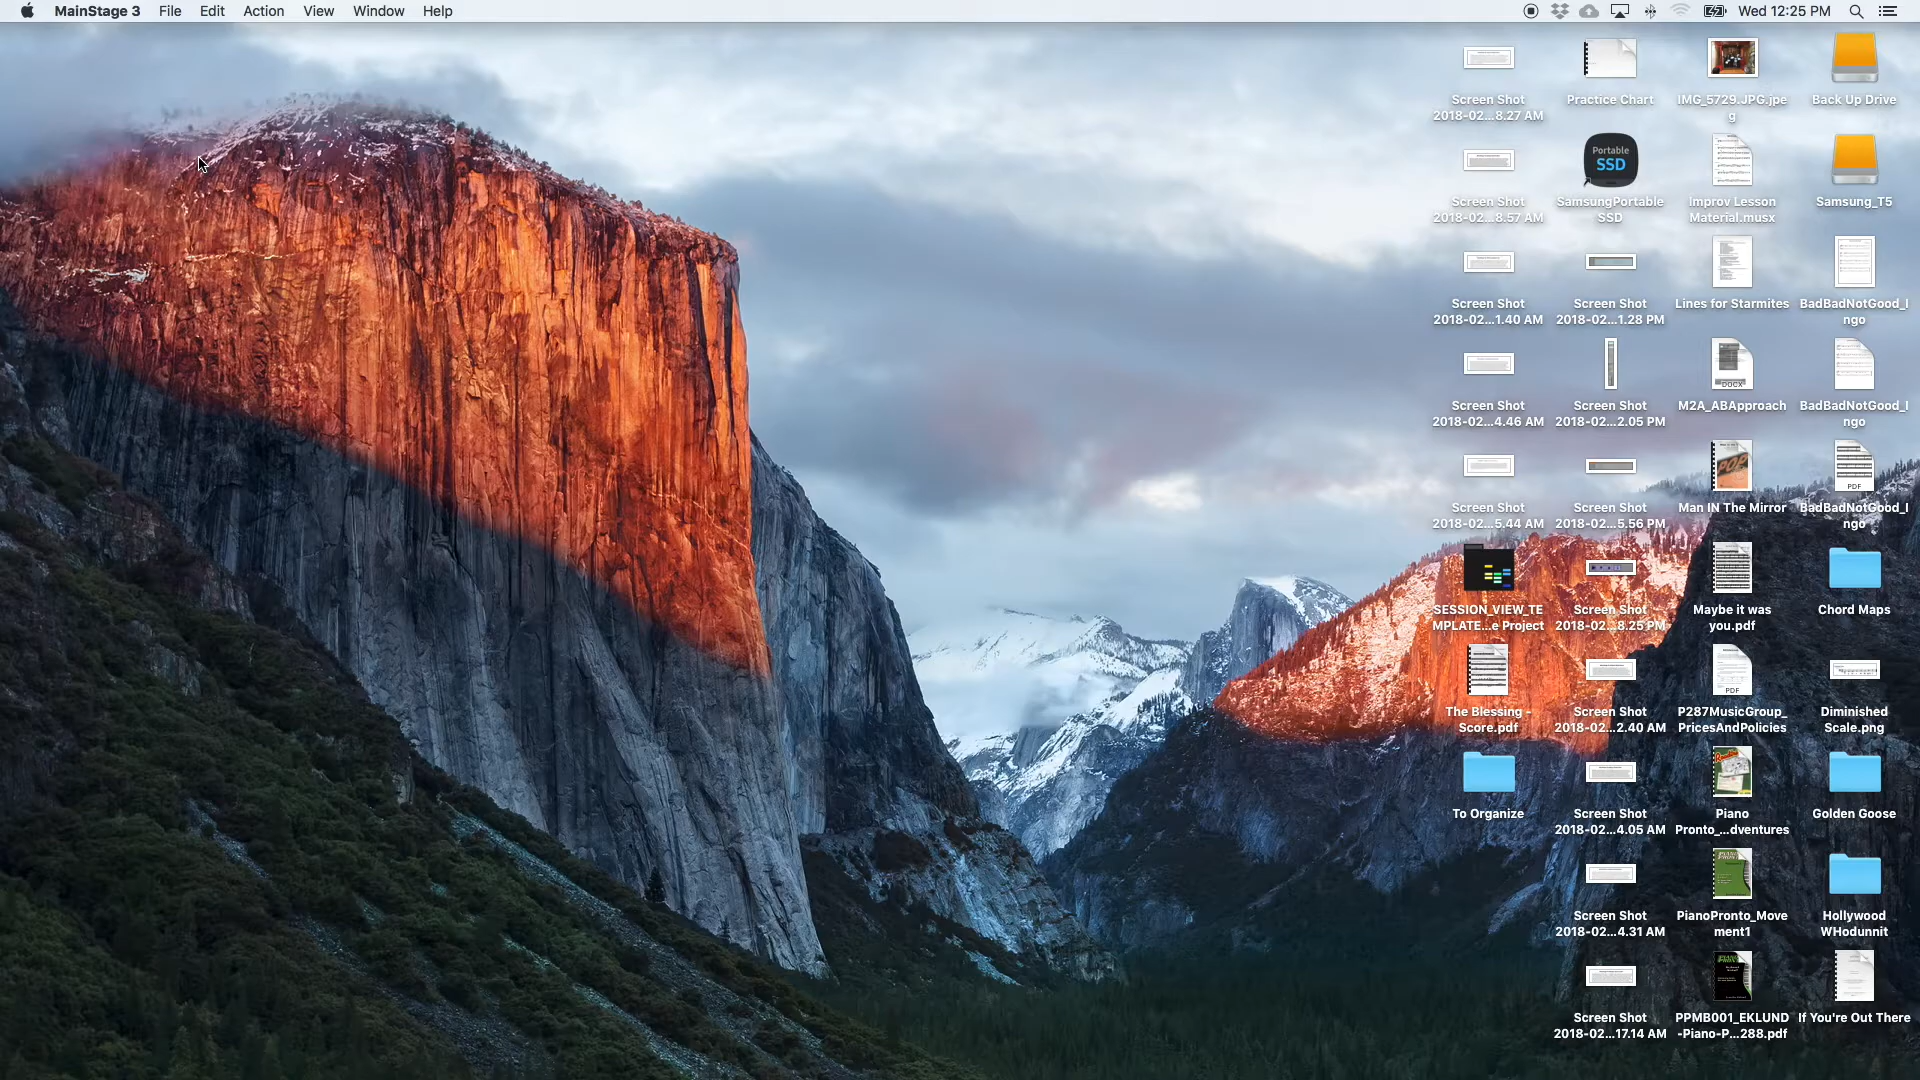 MainStage 3 File Edit Action View Window Help Wed 12:25 PM
Screen Shot
2018-02...8.27 AM
Practice Chart
IMG_5729.JPG.jpe
g
Back Up Drive
Portable
SSD
Screen Shot
2018-02...8.57 AM
SamsungPortable
SSD
Improv Lesson
Material.musx
Samsung_T5
Screen Shot
2018-02...1.40 AM
Screen Shot
2018-02...1.28 PM
Lines for Starmites
BadBadNotGood_I
ngo
DOCX
Screen Shot
2018-02...4.46 AM
Screen Shot
2018-02...2.05 PM
M2A_ABApproach
BadBadNotGood_I
ngo
POP
PDF
Screen Shot
2018-02...5.44 AM
Screen Shot
2018-02...5.56 PM
Man IN The Mirror
BadBadNotGood_I
ngo
SESSION_VIEW_TE
MPLATE...e Project
Screen Shot
2018-02...8.25 PM
Maybe it was
you.pdf
Chord Maps
PDF
The Blessing -
Score.pdf
Screen Shot
2018-02...2.40 AM
P287MusicGroup_
PricesAndPolicies
Diminished
Scale.png
To Organize
Screen Shot
2018-02...4.05 AM
Piano
Pronto_...dventures
Golden Goose
Screen Shot
2018-02...4.31 AM
PianoPronto_Move
ment1
Hollywood
WHodunnit
Screen Shot
2018-02...17.14 AM
PPMB001_EKLUND
-Piano-P...288.pdf
If You're Out There